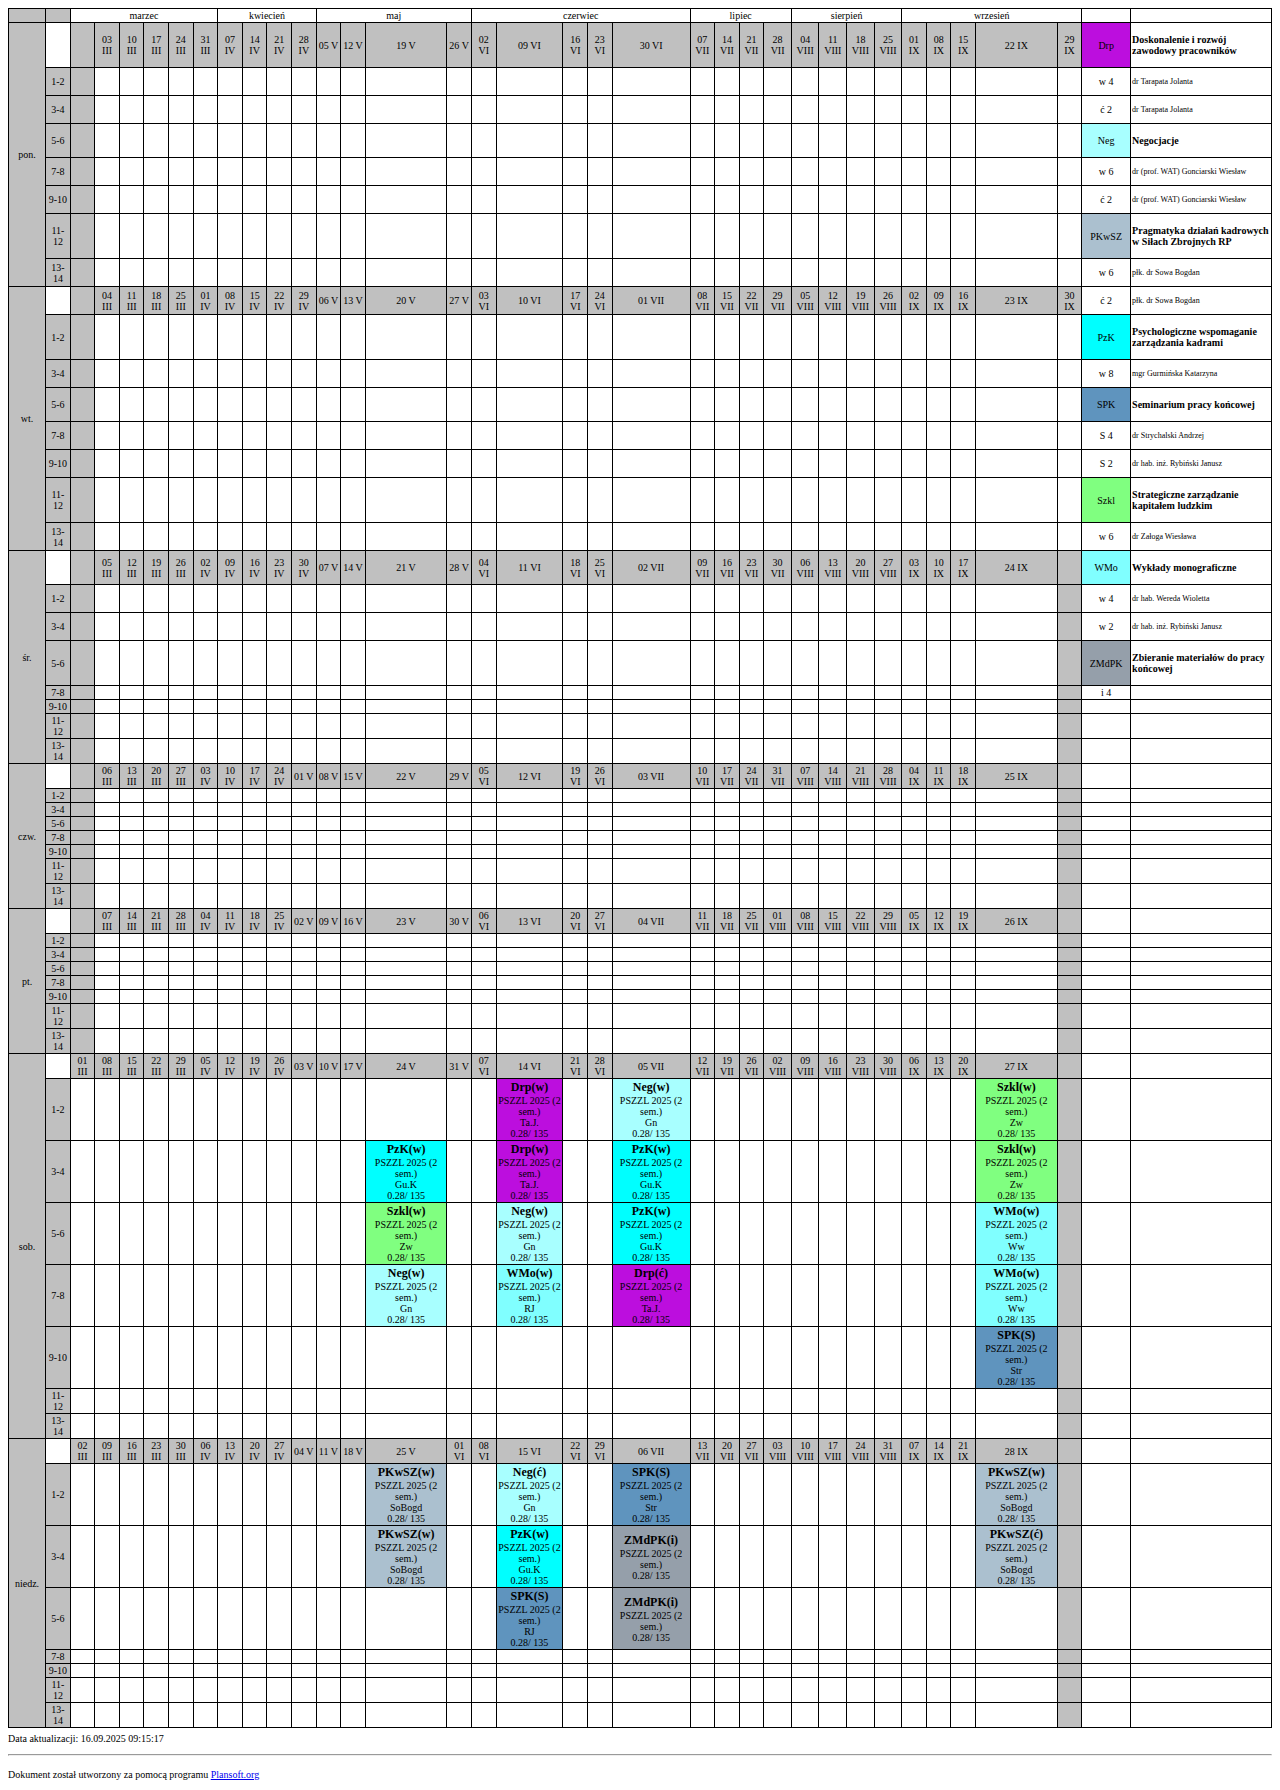 marzec kwiecień maj czerwiec lipiec sierpień wrzesień
pon. 03 III 10 III 17 III 24 III 31 III 07 IV 14 IV 21 IV 28 IV 05 V 12 V 19 V 26 V 02 VI 09 VI 16 VI 23 VI 30 VI 07 VII 14 VII 21 VII 28 VII 04 VIII 11 VIII 18 VIII 25 VIII 01 IX 08 IX 15 IX 22 IX 29 IX Drp Doskonalenie i rozwój zawodowy pracowników
1-2 w 4 dr Tarapata Jolanta
3-4 ć 2 dr Tarapata Jolanta
5-6 Neg Negocjacje
7-8 w 6 dr (prof. WAT) Gonciarski Wiesław
9-10 ć 2 dr (prof. WAT) Gonciarski Wiesław
11-12 PKwSZ Pragmatyka działań kadrowych w Siłach Zbrojnych RP
13-14 w 6 płk. dr Sowa Bogdan
wt. 04 III 11 III 18 III 25 III 01 IV 08 IV 15 IV 22 IV 29 IV 06 V 13 V 20 V 27 V 03 VI 10 VI 17 VI 24 VI 01 VII 08 VII 15 VII 22 VII 29 VII 05 VIII 12 VIII 19 VIII 26 VIII 02 IX 09 IX 16 IX 23 IX 30 IX ć 2 płk. dr Sowa Bogdan
1-2 PzK Psychologiczne wspomaganie zarządzania kadrami
3-4 w 8 mgr Gurmińska Katarzyna
5-6 SPK Seminarium pracy końcowej
7-8 S 4 dr Strychalski Andrzej
9-10 S 2 dr hab. inż. Rybiński Janusz
11-12 Szkl Strategiczne zarządzanie kapitałem ludzkim
13-14 w 6 dr Załoga Wiesława
śr. 05 III 12 III 19 III 26 III 02 IV 09 IV 16 IV 23 IV 30 IV 07 V 14 V 21 V 28 V 04 VI 11 VI 18 VI 25 VI 02 VII 09 VII 16 VII 23 VII 30 VII 06 VIII 13 VIII 20 VIII 27 VIII 03 IX 10 IX 17 IX 24 IX WMo Wykłady monograficzne
1-2 w 4 dr hab. Wereda Wioletta
3-4 w 2 dr hab. inż. Rybiński Janusz
5-6 ZMdPK Zbieranie materiałów do pracy końcowej
7-8 i 4
9-10
11-12
13-14
czw. 06 III 13 III 20 III 27 III 03 IV 10 IV 17 IV 24 IV 01 V 08 V 15 V 22 V 29 V 05 VI 12 VI 19 VI 26 VI 03 VII 10 VII 17 VII 24 VII 31 VII 07 VIII 14 VIII 21 VIII 28 VIII 04 IX 11 IX 18 IX 25 IX
1-2
3-4
5-6
7-8
9-10
11-12
13-14
pt. 07 III 14 III 21 III 28 III 04 IV 11 IV 18 IV 25 IV 02 V 09 V 16 V 23 V 30 V 06 VI 13 VI 20 VI 27 VI 04 VII 11 VII 18 VII 25 VII 01 VIII 08 VIII 15 VIII 22 VIII 29 VIII 05 IX 12 IX 19 IX 26 IX
1-2
3-4
5-6
7-8
9-10
11-12
13-14
sob. 01 III 08 III 15 III 22 III 29 III 05 IV 12 IV 19 IV 26 IV 03 V 10 V 17 V 24 V 31 V 07 VI 14 VI 21 VI 28 VI 05 VII 12 VII 19 VII 26 VII 02 VIII 09 VIII 16 VIII 23 VIII 30 VIII 06 IX 13 IX 20 IX 27 IX
1-2 Drp(w) PSZZL 2025 (2 sem.) Ta.J. 0.28/ 135 Neg(w) PSZZL 2025 (2 sem.) Gn 0.28/ 135 Szkl(w) PSZZL 2025 (2 sem.) Zw 0.28/ 135
3-4 PzK(w) PSZZL 2025 (2 sem.) Gu.K 0.28/ 135 Drp(w) PSZZL 2025 (2 sem.) Ta.J. 0.28/ 135 PzK(w) PSZZL 2025 (2 sem.) Gu.K 0.28/ 135 Szkl(w) PSZZL 2025 (2 sem.) Zw 0.28/ 135
5-6 Szkl(w) PSZZL 2025 (2 sem.) Zw 0.28/ 135 Neg(w) PSZZL 2025 (2 sem.) Gn 0.28/ 135 PzK(w) PSZZL 2025 (2 sem.) Gu.K 0.28/ 135 WMo(w) PSZZL 2025 (2 sem.) Ww 0.28/ 135
7-8 Neg(w) PSZZL 2025 (2 sem.) Gn 0.28/ 135 WMo(w) PSZZL 2025 (2 sem.) RJ 0.28/ 135 Drp(ć) PSZZL 2025 (2 sem.) Ta.J. 0.28/ 135 WMo(w) PSZZL 2025 (2 sem.) Ww 0.28/ 135
9-10 SPK(S) PSZZL 2025 (2 sem.) Str 0.28/ 135
11-12
13-14
niedz. 02 III 09 III 16 III 23 III 30 III 06 IV 13 IV 20 IV 27 IV 04 V 11 V 18 V 25 V 01 VI 08 VI 15 VI 22 VI 29 VI 06 VII 13 VII 20 VII 27 VII 03 VIII 10 VIII 17 VIII 24 VIII 31 VIII 07 IX 14 IX 21 IX 28 IX
1-2 PKwSZ(w) PSZZL 2025 (2 sem.) SoBogd 0.28/ 135 Neg(ć) PSZZL 2025 (2 sem.) Gn 0.28/ 135 SPK(S) PSZZL 2025 (2 sem.) Str 0.28/ 135 PKwSZ(w) PSZZL 2025 (2 sem.) SoBogd 0.28/ 135
3-4 PKwSZ(w) PSZZL 2025 (2 sem.) SoBogd 0.28/ 135 PzK(w) PSZZL 2025 (2 sem.) Gu.K 0.28/ 135 ZMdPK(i) PSZZL 2025 (2 sem.) 0.28/ 135 PKwSZ(ć) PSZZL 2025 (2 sem.) SoBogd 0.28/ 135
5-6 SPK(S) PSZZL 2025 (2 sem.) RJ 0.28/ 135 ZMdPK(i) PSZZL 2025 (2 sem.) 0.28/ 135
7-8
9-10
11-12
13-14
Data aktualizacji: 16.09.2025 09:15:17
Dokument został utworzony za pomocą programu Plansoft.org